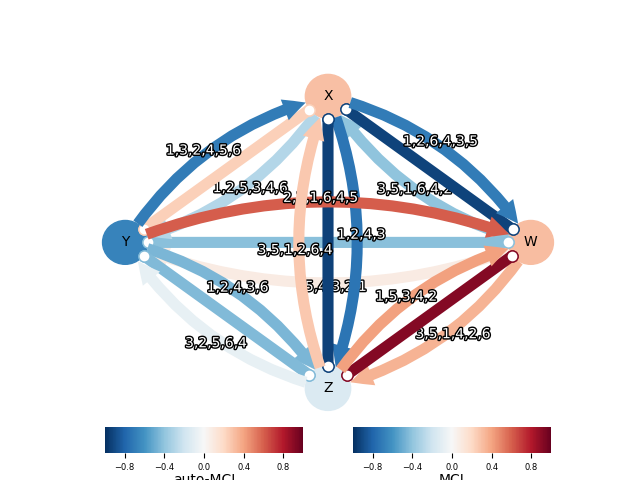 X
1,3,2,4,5,6
1,2,6,4,3,5
1,2,5,3,4,6
3,5,1,6,4,2
1,6,4,5
Y
1,2,4,3
W
3,5,1,2,6,4
1,2,4,3,6
1,5,3,4,2
3,2,5,6,4
3,5,1,4,2,6
Z
−0.8 −0.4 0.0 0.4 0.8
−0.8 −0.4 0.0 0.4 0.8
auto-MCI
MCI